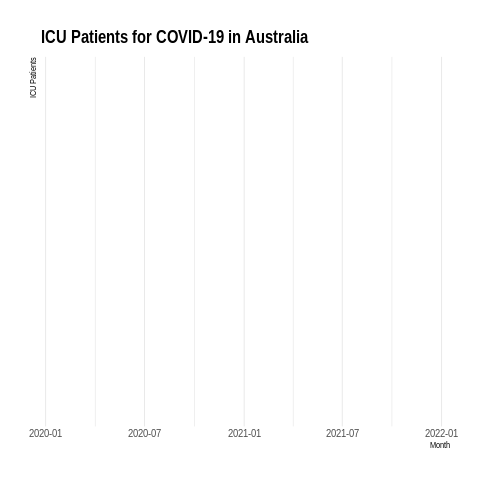 ICU Patients for COVID-19 in Australia
ICU Patients
2020-01 2020-07 2021-01 2021-07 2022-01
Month